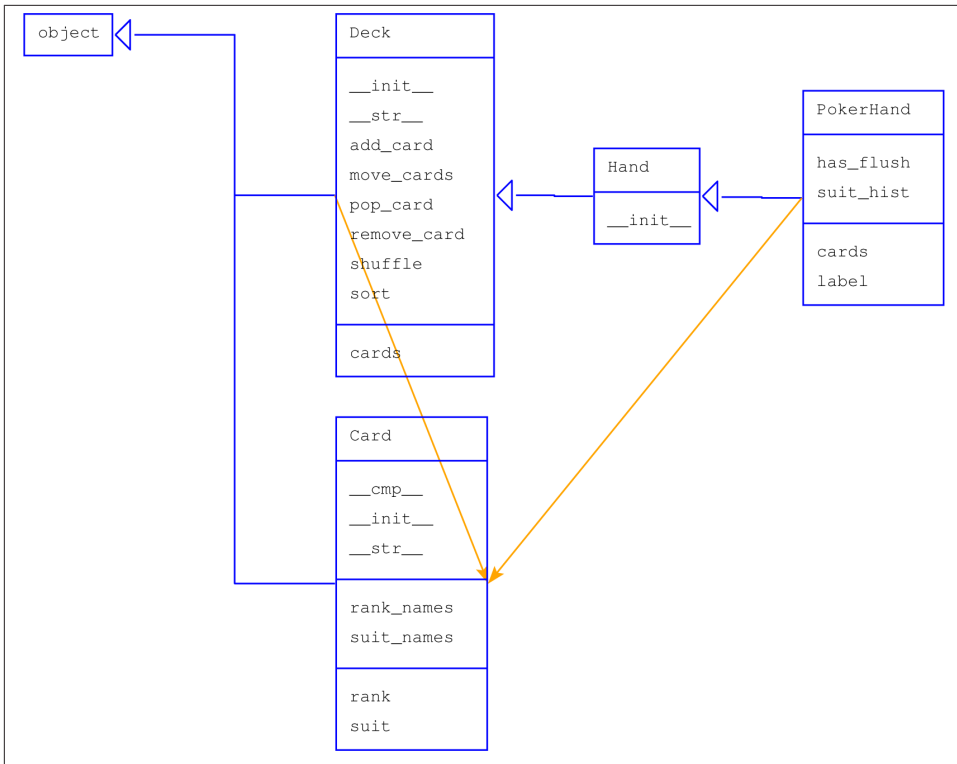 object
Deck
__init__
__str__
add_card
move_cards
pop_card
remove_card
shuffle
sort
cards
Hand
__init__
PokerHand
has_flush
suit_hist
cards
label
Card
__cmp__
__init__
__str__
rank_names
suit_names
rank
suit